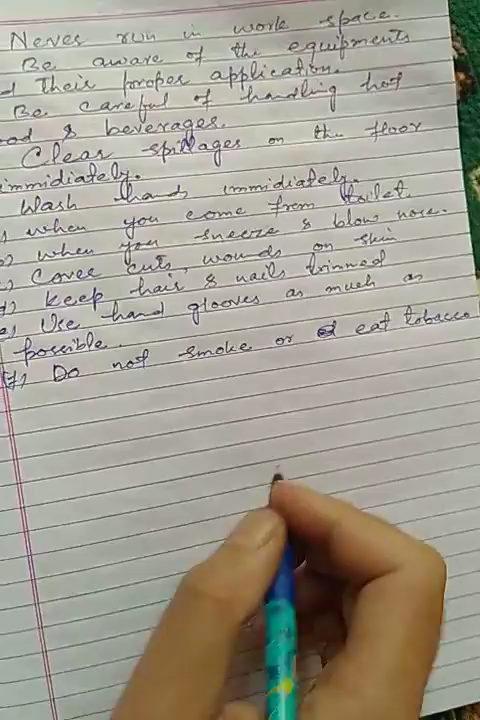 Never run in work space.
Be aware of the equipments
d Their proper application.
Be careful of handling hot
ood & beverages.
Clear spillages on the floor
immidiately.
Wash hands immidiately.
when you come from toilet.
when you sneeze & blow nose.
Cover cuts, wounds on skin
d) keep hair & nails trinmed
e) Use hand glooves as much as
possible.
f) Do not smoke or eat tobacco